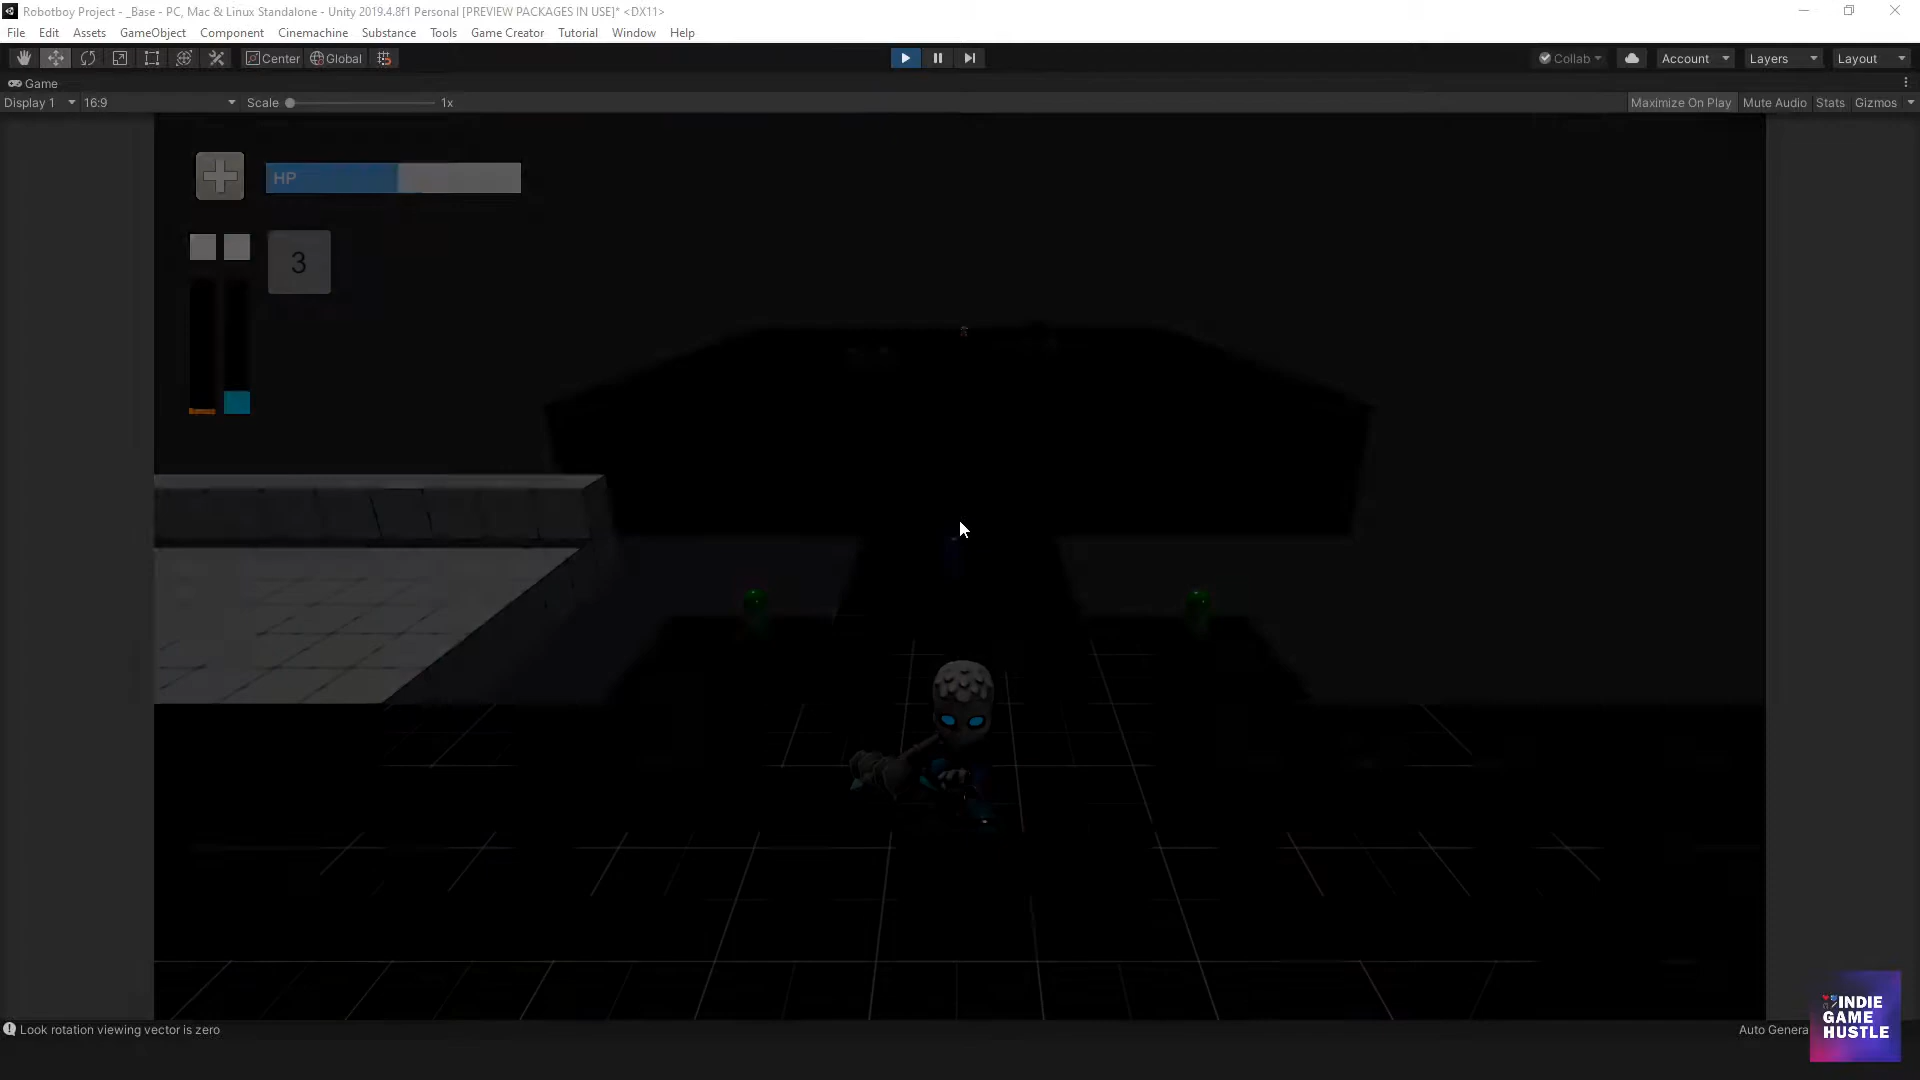 Robotboy Project - _Base - PC, Mac & Linux Standalone - Unity 2019.4.8f1 Personal [PREVIEW PACKAGES IN USE]* <DX11>
File Edit Assets GameObject Component Cinemachine Substance Tools Game Creator Tutorial Window Help
Center Global Collab Account Layers Layout
Game
Display 1 16:9 Scale 1x Maximize On Play Mute Audio Stats Gizmos
HP
3
Look rotation viewing vector is zero
Auto Genera
INDIE
GAME
HUSTLE